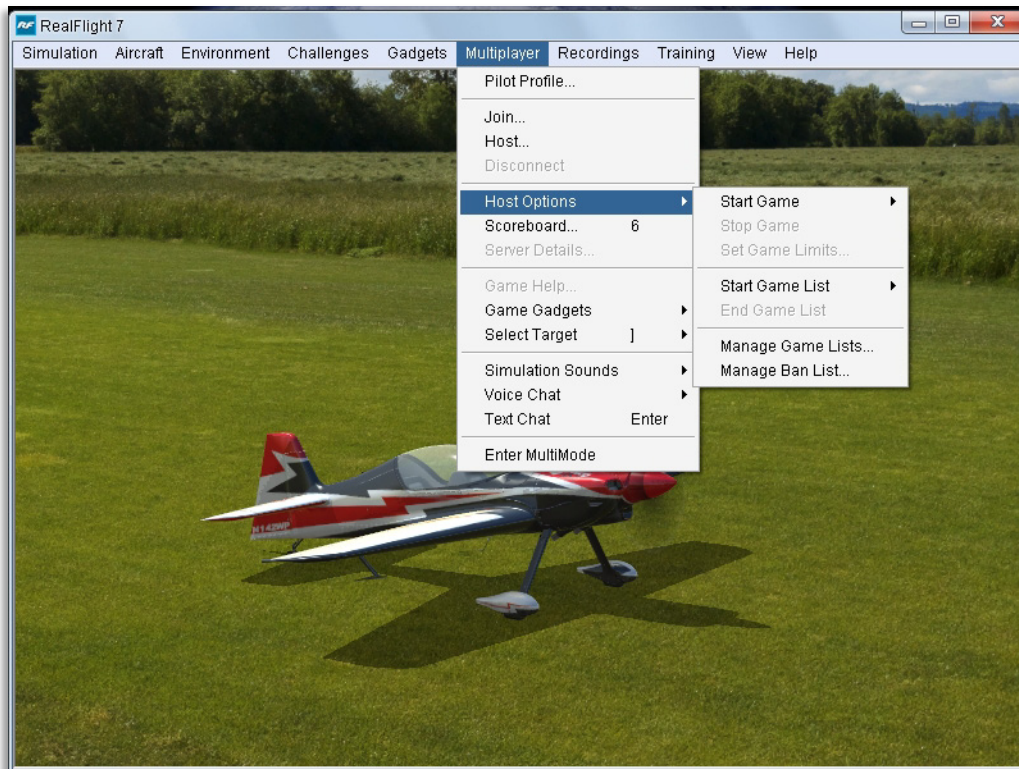 RF RealFlight 7
Simulation Aircraft Environment Challenges Gadgets Multiplayer Recordings Training View Help
Pilot Profile...
Join...
Host...
Disconnect
Host Options
Scoreboard... 6
Server Details...
Game Help...
Game Gadgets
Select Target ]
Simulation Sounds
Voice Chat
Text Chat Enter
Enter MultiMode
Start Game
Stop Game
Set Game Limits...
Start Game List
End Game List
Manage Game Lists...
Manage Ban List...
N142WP